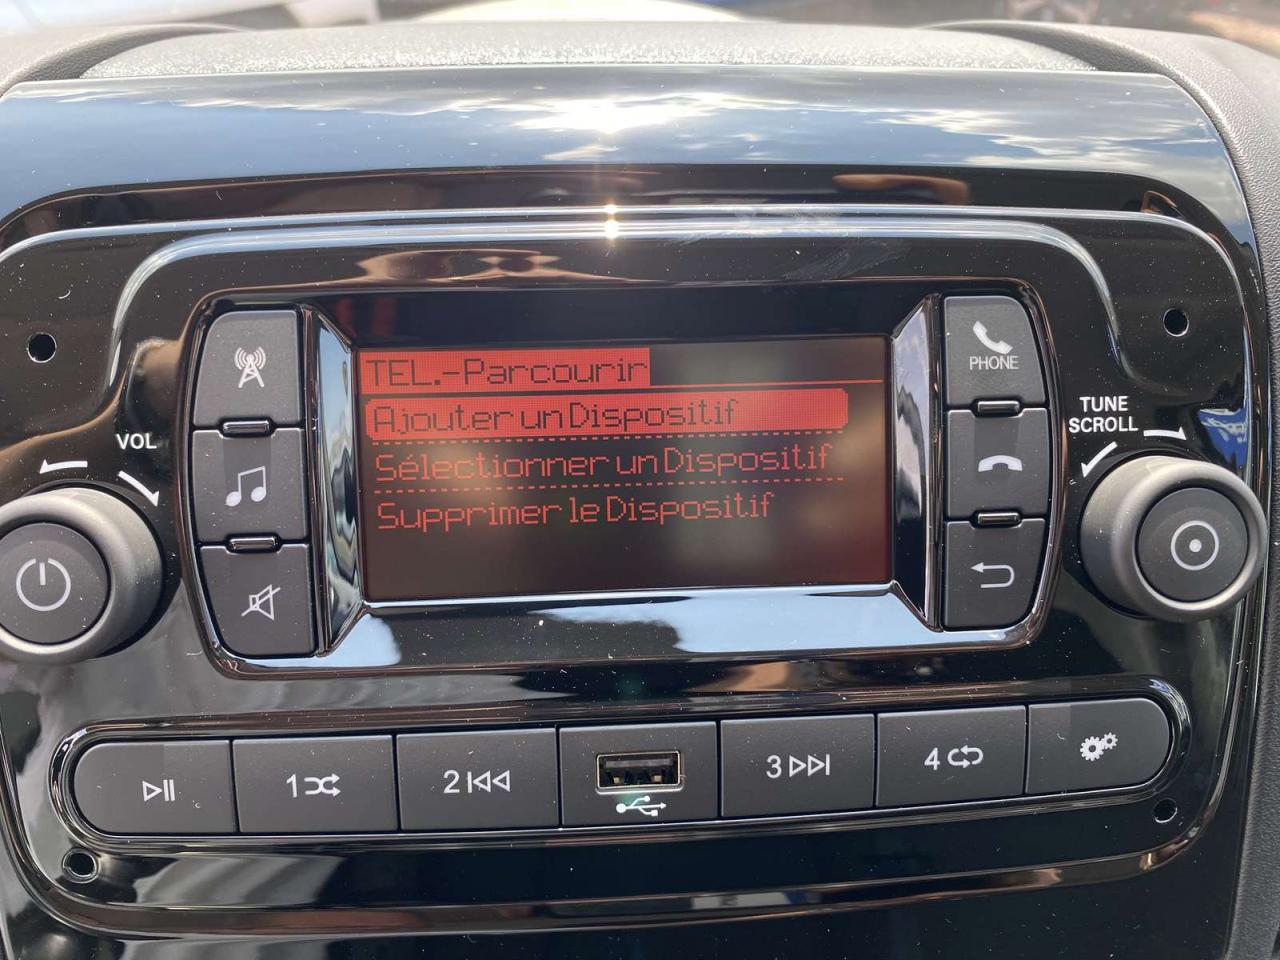 TEL.-Parcourir
Ajouter un Dispositif
Sélectionner un Dispositif
Supprimer le Dispositif
PHONE
VOL
TUNE
SCROLL
1
2
3
4